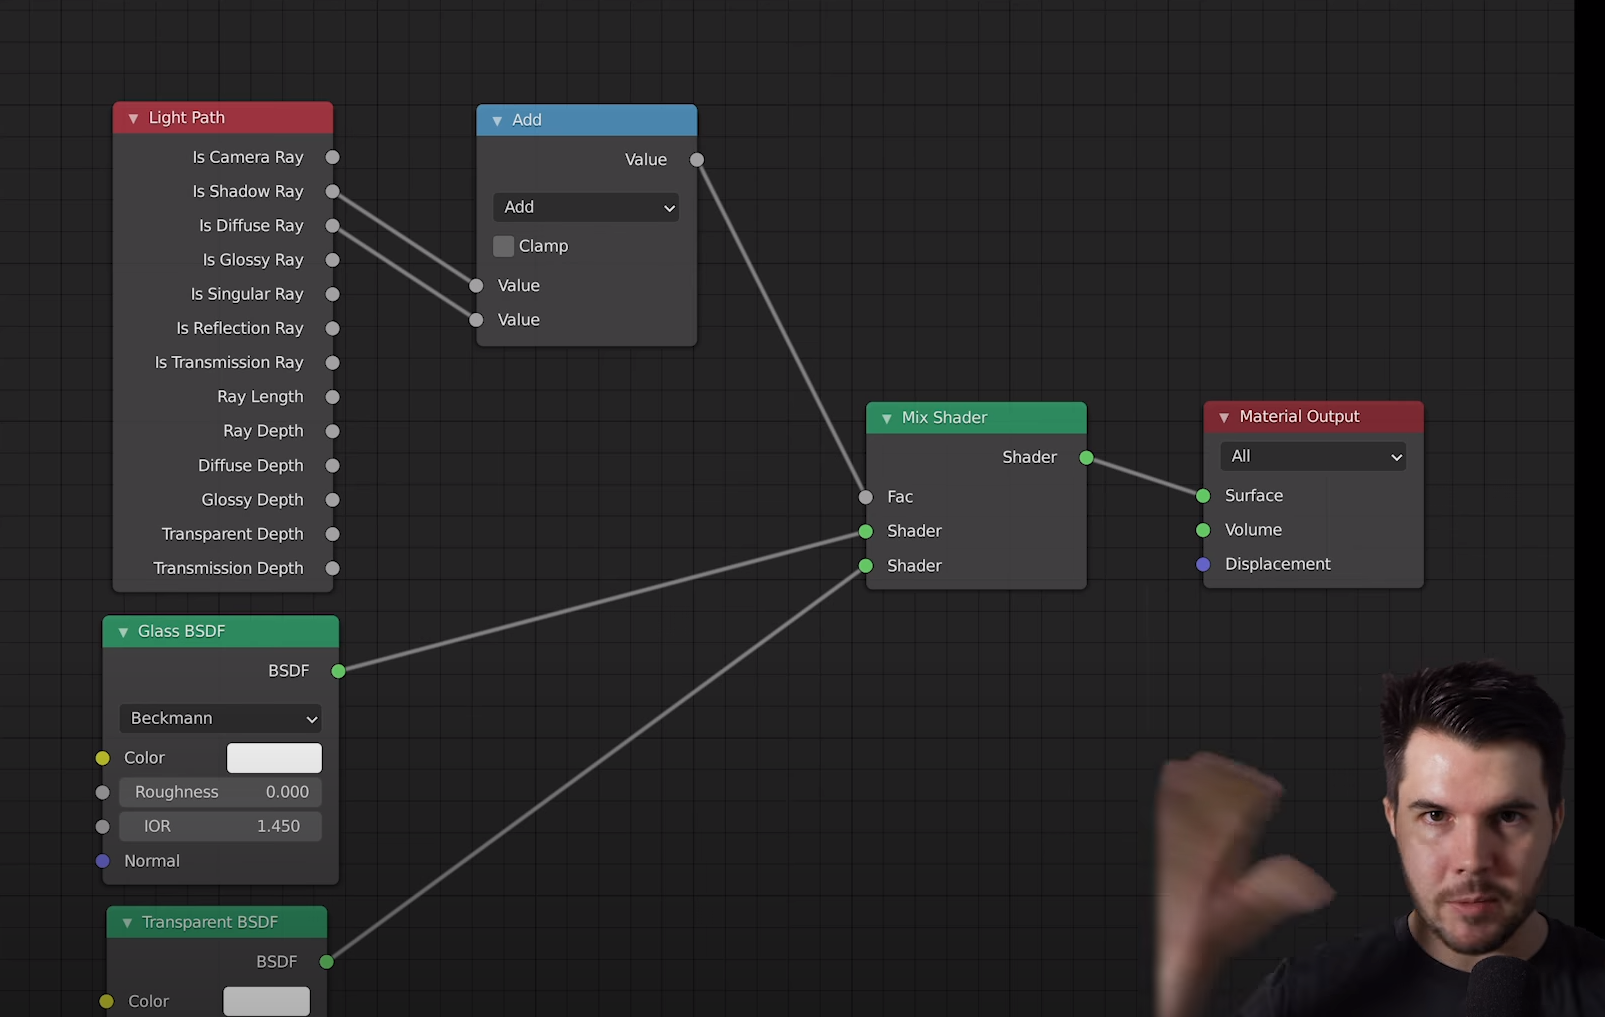 Light Path
Is Camera Ray
Is Shadow Ray
Is Diffuse Ray
Is Glossy Ray
Is Singular Ray
Is Reflection Ray
Is Transmission Ray
Ray Length
Ray Depth
Diffuse Depth
Glossy Depth
Transparent Depth
Transmission Depth
Add
Value
Add
Clamp
Value
Value
Mix Shader
Shader
Fac
Shader
Shader
Material Output
All
Surface
Volume
Displacement
Glass BSDF
BSDF
Beckmann
Color
Roughness 0.000
IOR 1.450
Normal
Transparent BSDF
BSDF
Color